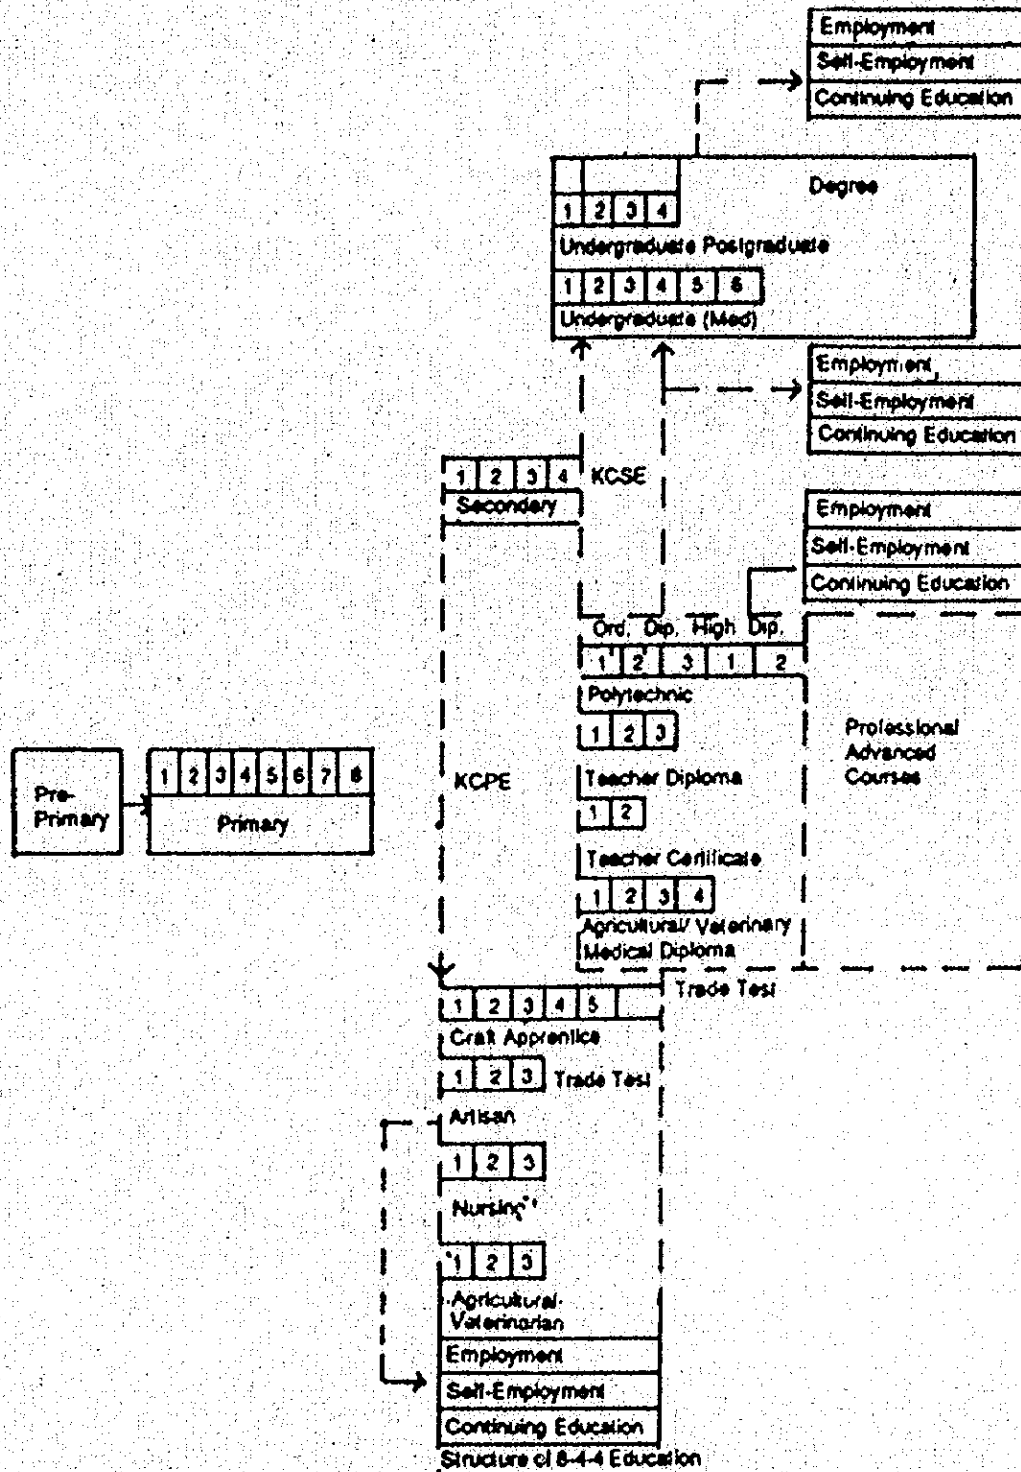 Employment
Self-Employment
Continuing Education
Degree
1 2 3 4
Undergraduate Postgraduate
1 2 3 4 5 6
Undergraduate (Med)
Employment
Self-Employment
Continuing Education
1 2 3 4 KCSE
Secondary
Employment
Self-Employment
Continuing Education
Ord. Dip. High Dip.
1 2 3 1 2
Polytechnic
1 2 3
Teacher Diploma
1 2
Teacher Certificate
1 2 3 4
Agricultural/ Veterinary
Medical Diploma
Professional
Advanced
Courses
KCPE
Pre-
Primary
1 2 3 4 5 6 7 8
Primary
Trade Test
1 2 3 4 5
Craft Apprentice
1 2 3 Trade Test
Artisan
1 2 3
Nursing
1 2 3
Agricultural-
Veterinarian
Employment
Self-Employment
Continuing Education
Structure of 8-4-4 Education